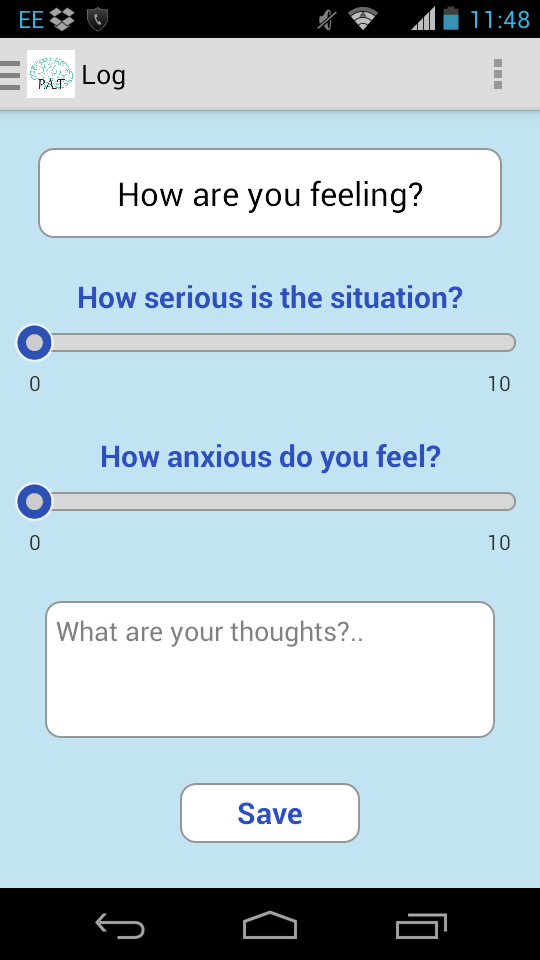 EE 11:48
P.A.T Log
How are you feeling?
How serious is the situation?
0 10
How anxious do you feel?
0 10
What are your thoughts?..
Save